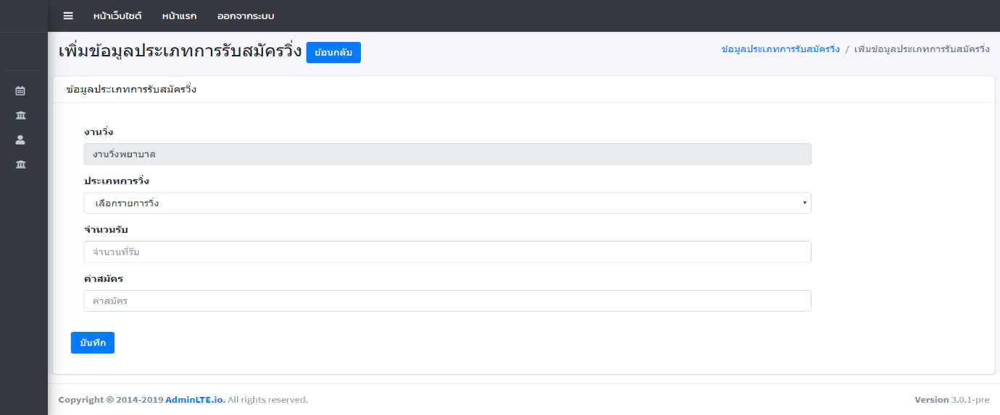 หน้าเว็บไซต์ หน้าแรก ออกจากระบบ
เพิ่มข้อมูลประเภทการรับสมัครวิ่ง ย้อนกลับ
ข้อมูลประเภทการรับสมัครวิ่ง / เพิ่มข้อมูลประเภทการรับสมัครวิ่ง
ข้อมูลประเภทการรับสมัครวิ่ง
งานวิ่ง
งานวิ่งพยาบาล
ประเภทการวิ่ง
เลือกรายการวิ่ง
จำนวนรับ
จำนวนที่รับ
ค่าสมัคร
ค่าสมัคร
บันทึก
Copyright © 2014-2019 AdminLTE.io. All rights reserved.
Version 3.0.1-pre